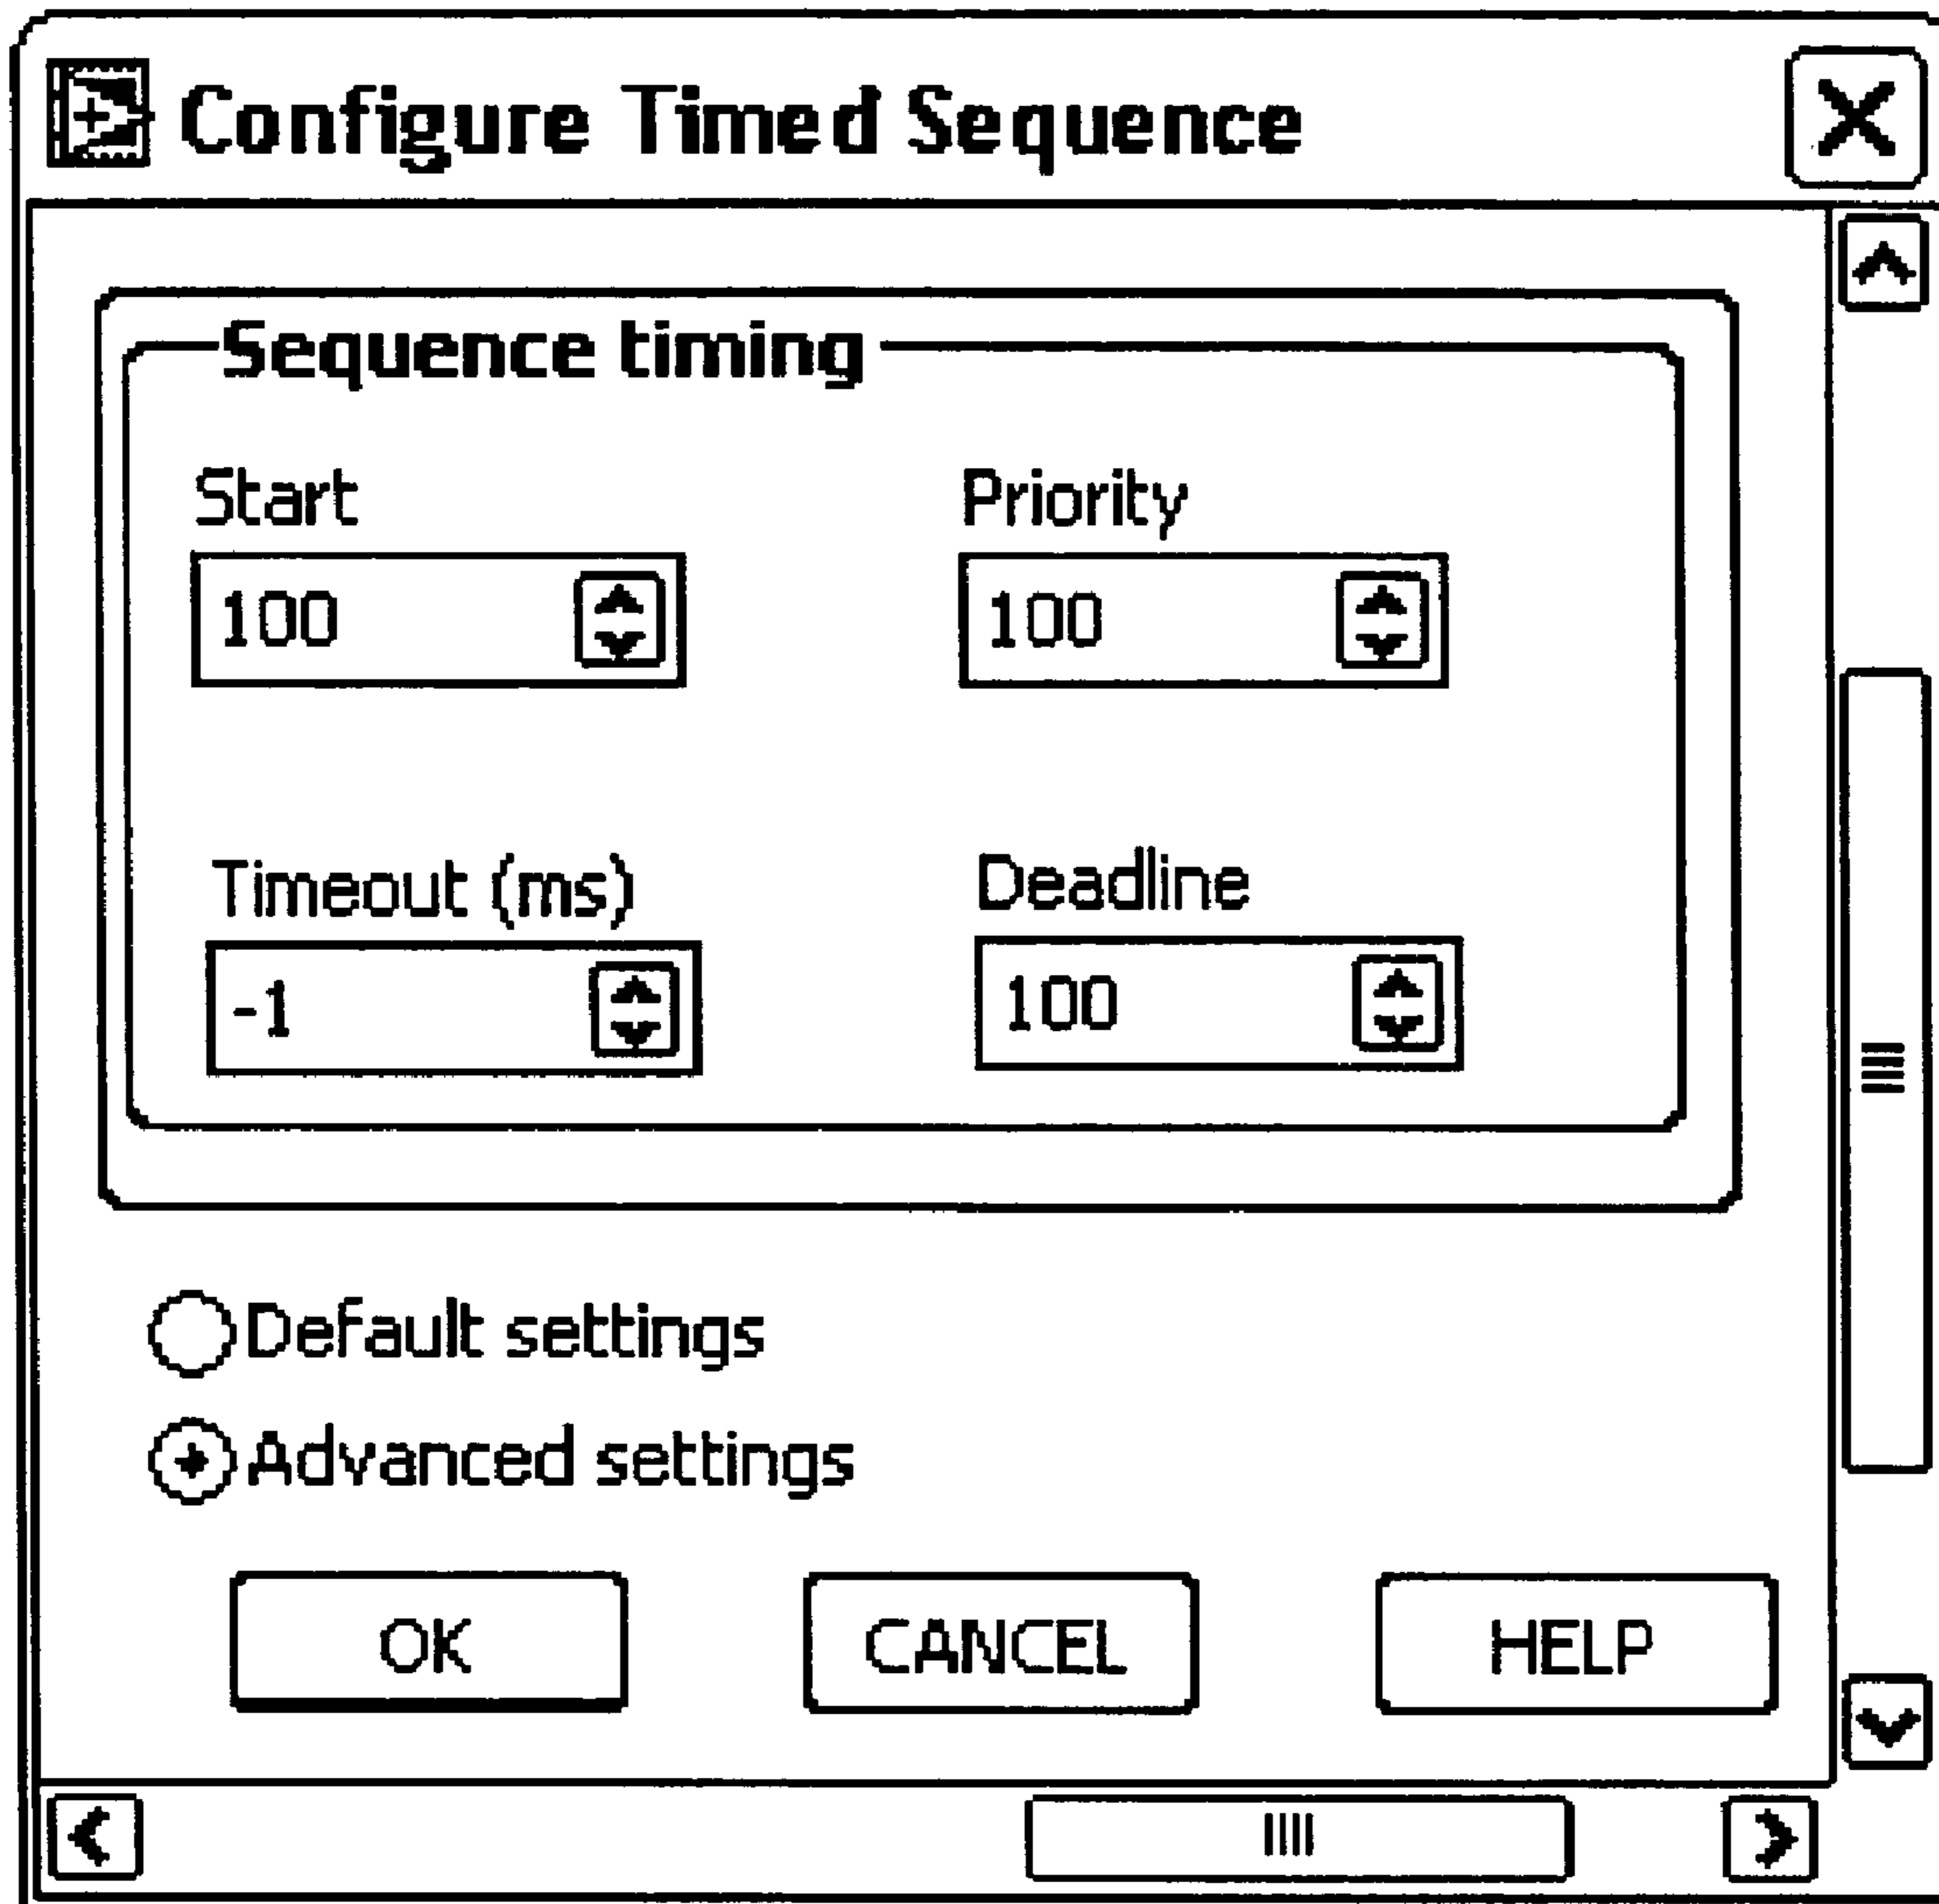 Configure Timed Sequence
Sequence timing
Start Priority
100 100
Timeout (ms) Deadline
-1 100
Default settings
Advanced settings
OK CANCEL HELP